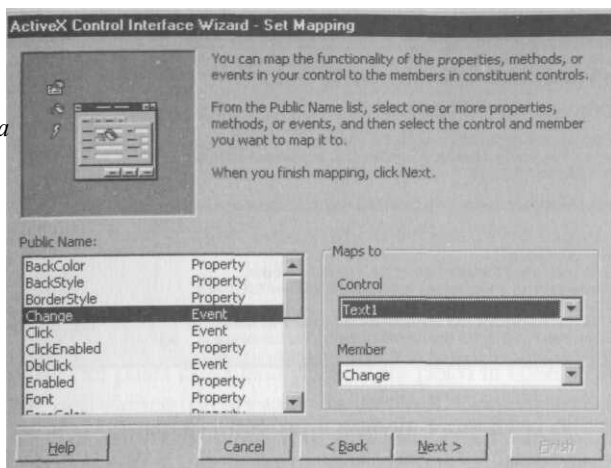 ActiveX Control Interface Wizard - Set Mapping
You can map the functionality of the properties, methods, or
events in your control to the members in constituent controls.
From the Public Name list, select one or more properties,
methods, or events, and then select the control and member
you want to map it to.
When you finish mapping, click Next.
a
Public Name:
BackColor Property
BackStyle Property
BorderStyle Property
Change Event
Click Event
ClickEnabled Property
DblClick Event
Enabled Property
Font Property
Maps to
Control
Text1
Member
Change
Help Cancel < Back Next > Finish